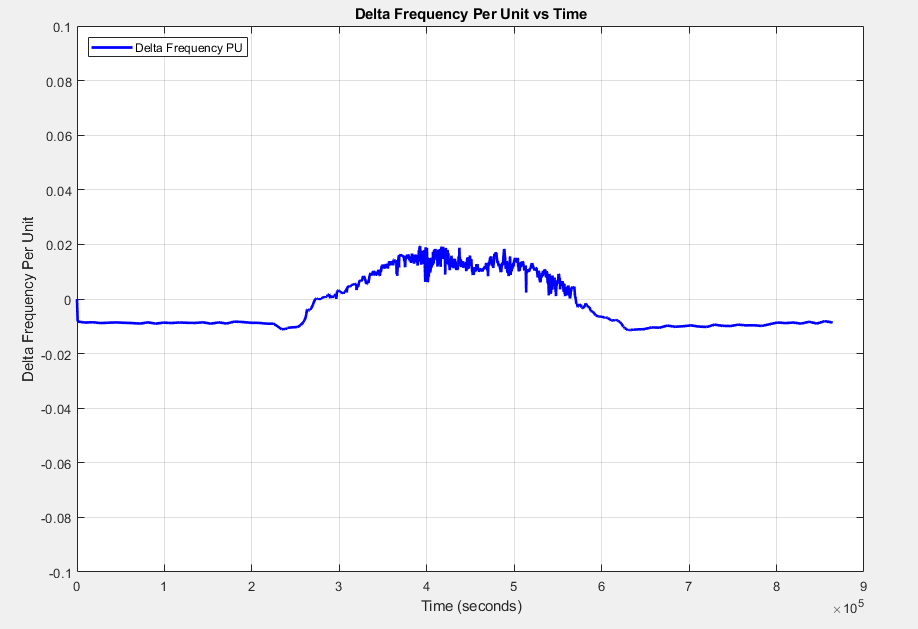 Delta Frequency Per Unit vs Time
Delta Frequency PU
Delta Frequency Per Unit
0.1
0.08
0.06
0.04
0.02
0
-0.02
-0.04
-0.06
-0.08
-0.1
0 1 2 3 4 5 6 7 8 9
Time (seconds)
×10⁵